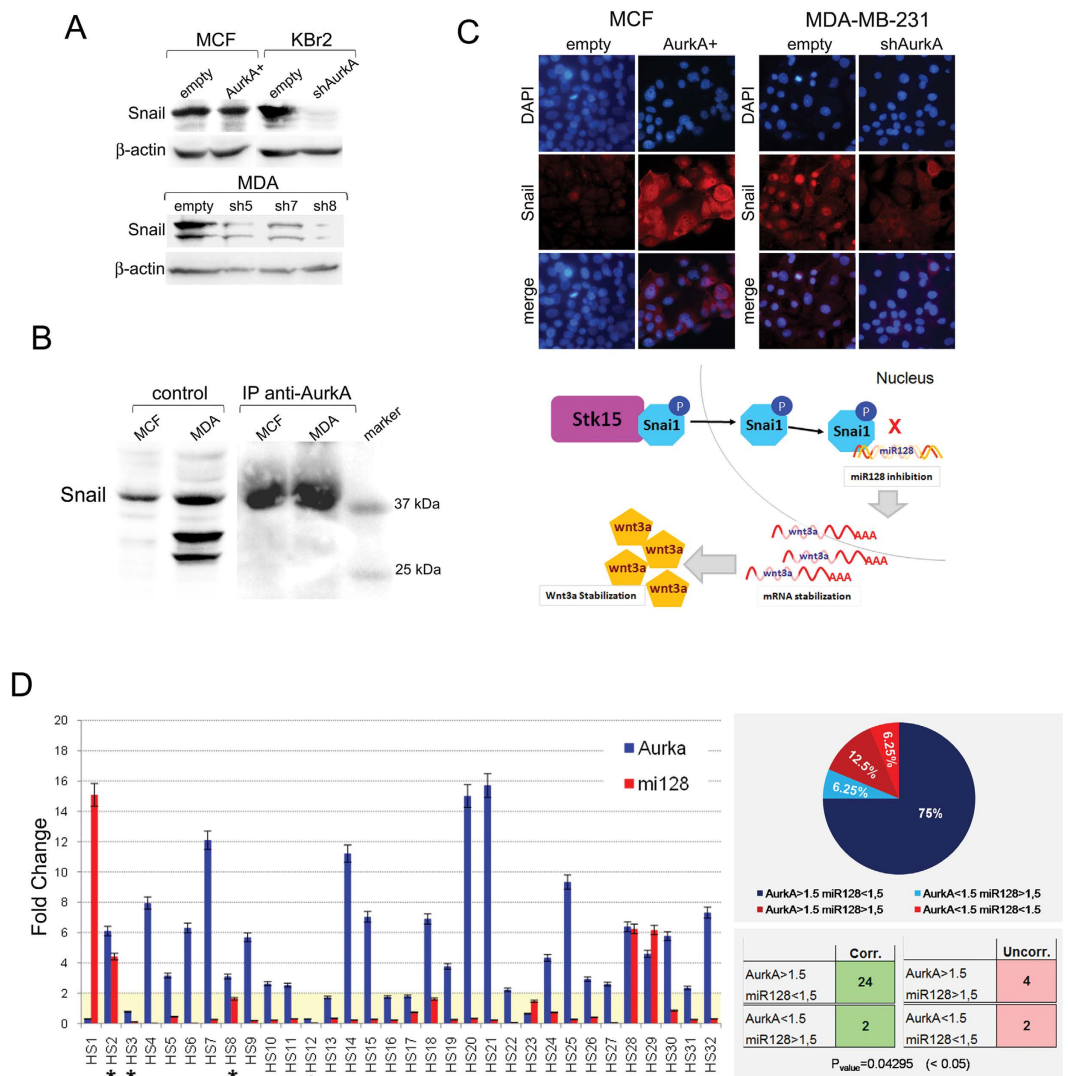 A
MCF KBr2
empty AurkA+ empty shAurkA
Snail
β-actin
MDA
empty sh5 sh7 sh8
Snail
β-actin
B
control IP anti-AurkA
MCF MDA MCF MDA marker
Snail
37 kDa
25 kDa
C
MCF MDA-MB-231
empty AurkA+ empty shAurkA
DAPI DAPI
Snail Snail
merge merge
Nucleus
Stk15 Snai1 P Snai1 P Snai1 P X
miR128
miR128 inhibition
wnt3a AAA
wnt3a AAA
wnt3a AAA
mRNA stabilization
wnt3a
wnt3a
wnt3a
wnt3a
Wnt3a Stabilization
D
Fold Change
20
18
16
14
12
10
8
6
4
2
0
Aurka
mi128
HS1 HS2 HS3 HS4 HS5 HS6 HS7 HS8 HS9 HS10 HS11 HS12 HS13 HS14 HS15 HS16 HS17 HS18 HS19 HS20 HS21 HS22 HS23 HS24 HS25 HS26 HS27 HS28 HS29 HS30 HS31 HS32
* * *
6.25%
12.5%
6.25%
75%
AurkA>1.5 miR128<1,5 AurkA<1.5 miR128>1,5
AurkA>1.5 miR128>1,5 AurkA<1.5 miR128<1.5
Corr. Uncorr.
AurkA>1.5 miR128<1,5 24 AurkA>1.5 miR128>1,5 4
AurkA<1.5 miR128>1,5 2 AurkA<1.5 miR128<1,5 2
Pvalue=0.04295 (< 0.05)